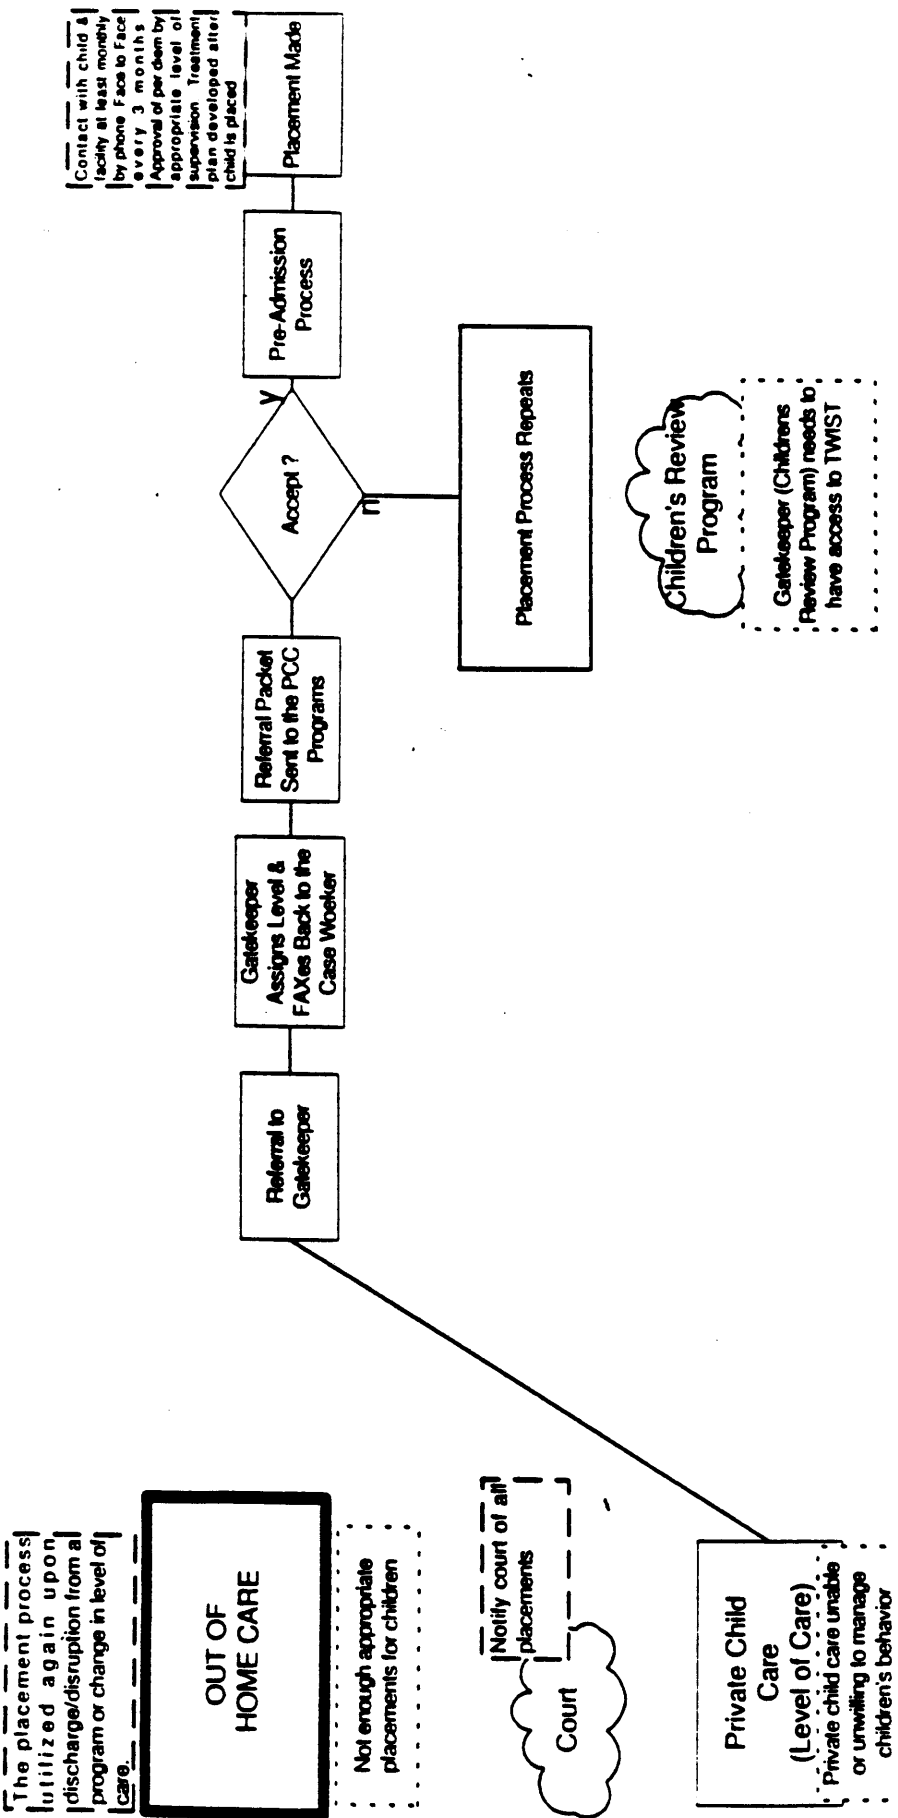 The placement process
utilized again upon
discharge/disruption from a
program or change in level of
care.
OUT OF
HOME CARE
Not enough appropriate
placements for children
Notify court of all
placements
Court
Private Child
Care
(Level of Care)
Private child care unable
or unwilling to manage
children's behavior
Referral to
Gatekeeper
Gatekeeper
Assigns Level &
FAXes Back to the
Case Woeker
Referral Packet
Sent to the PCC
Programs
Accept ?
y
n
Placement Process Repeats
Children's Review
Program
Gatekeeper (Childrens
Review Program) needs to
have access to TWIST
Pre-Admission
Process
Placement Made
Contact with child &
facility at least monthly
by phone Face to Face
every 3 months
Approval of per diem by
appropriate level of
supervision Treatment
plan developed after
child is placed